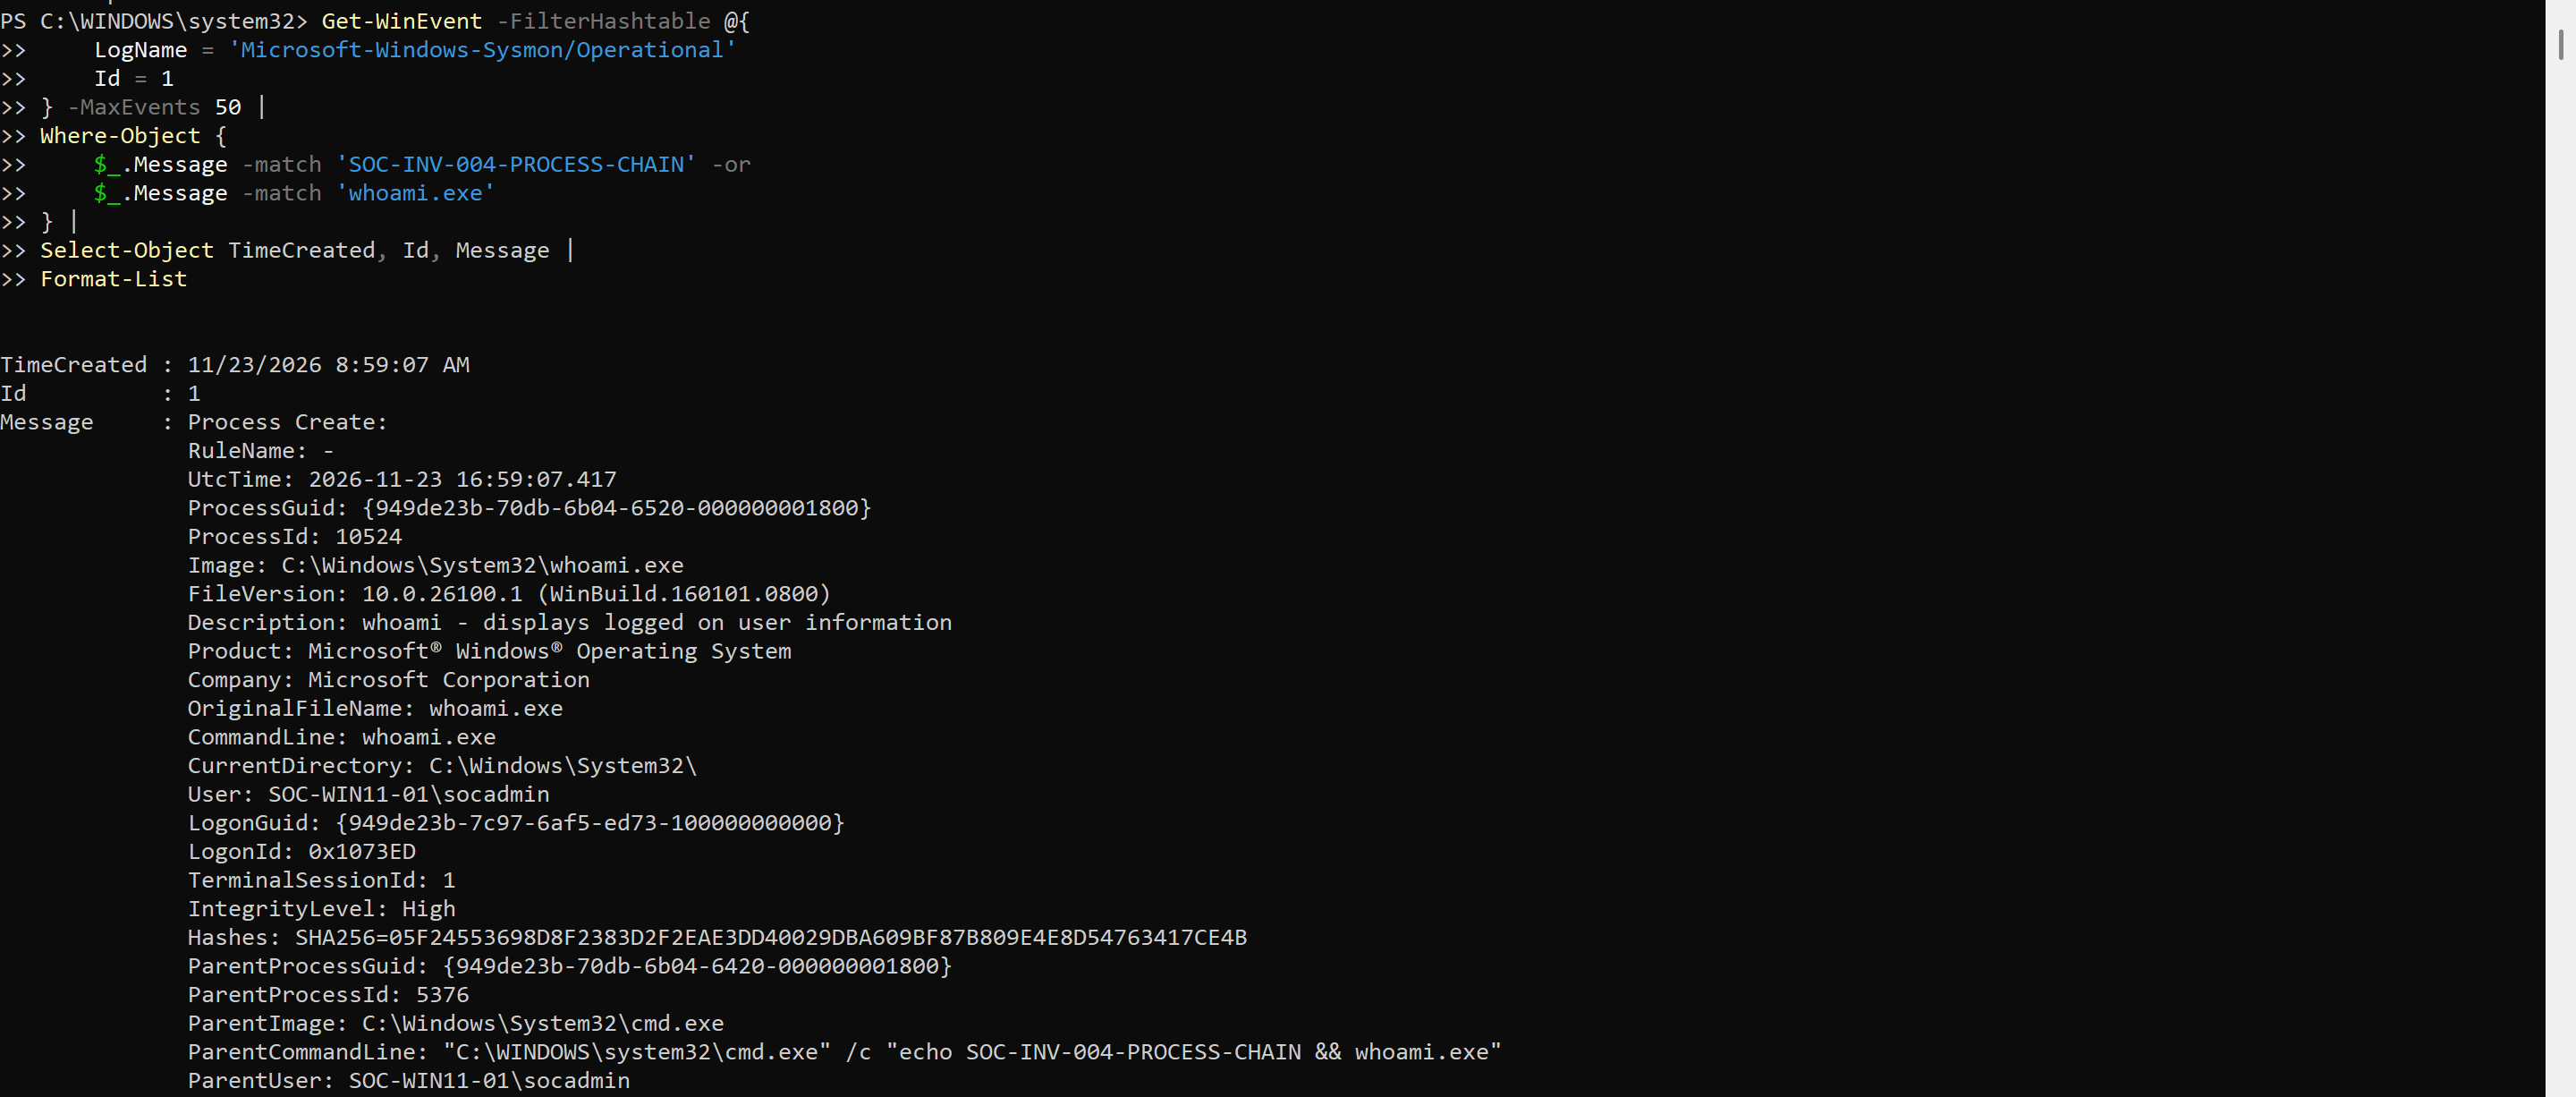 PS C:\WINDOWS\system32> Get-WinEvent -FilterHashtable @{
>>     LogName = 'Microsoft-Windows-Sysmon/Operational'
>>     Id = 1
>> } -MaxEvents 50 |
>> Where-Object {
>>     $_.Message -match 'SOC-INV-004-PROCESS-CHAIN' -or
>>     $_.Message -match 'whoami.exe'
>> } |
>> Select-Object TimeCreated, Id, Message |
>> Format-List
TimeCreated : 11/23/2026 8:59:07 AM
Id          : 1
Message     : Process Create:
              RuleName: -
              UtcTime: 2026-11-23 16:59:07.417
              ProcessGuid: {949de23b-70db-6b04-6520-000000001800}
              ProcessId: 10524
              Image: C:\Windows\System32\whoami.exe
              FileVersion: 10.0.26100.1 (WinBuild.160101.0800)
              Description: whoami - displays logged on user information
              Product: Microsoft® Windows® Operating System
              Company: Microsoft Corporation
              OriginalFileName: whoami.exe
              CommandLine: whoami.exe
              CurrentDirectory: C:\Windows\System32\
              User: SOC-WIN11-01\socadmin
              LogonGuid: {949de23b-7c97-6af5-ed73-100000000000}
              LogonId: 0x1073ED
              TerminalSessionId: 1
              IntegrityLevel: High
              Hashes: SHA256=05F24553698D8F2383D2F2EAE3DD40029DBA609BF87B809E4E8D54763417CE4B
              ParentProcessGuid: {949de23b-70db-6b04-6420-000000001800}
              ParentProcessId: 5376
              ParentImage: C:\Windows\System32\cmd.exe
              ParentCommandLine: "C:\WINDOWS\system32\cmd.exe" /c "echo SOC-INV-004-PROCESS-CHAIN && whoami.exe"
              ParentUser: SOC-WIN11-01\socadmin